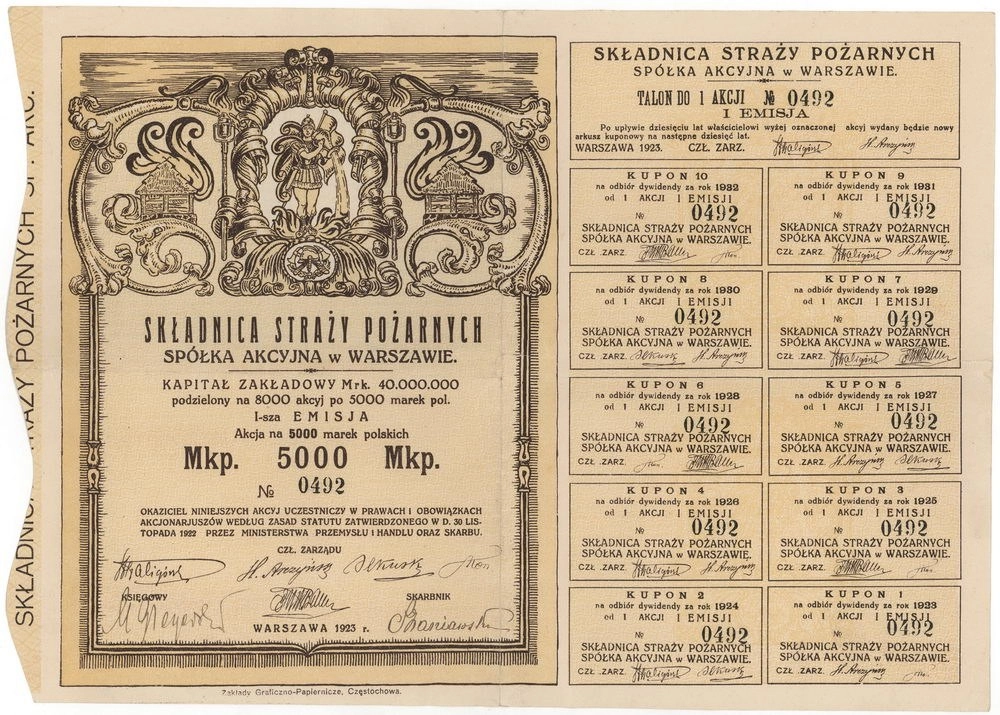 SKŁADNICA STRAŻY POŻARNYCH SP. AKC.
SKŁADNICA STRAŻY POŻARNYCH
SPÓŁKA AKCYJNA w WARSZAWIE.
KAPITAŁ ZAKŁADOWY Mrk. 40.000.000
podzielony na 8000 akcyj po 5000 marek pol.
I-sza EMISJA
Akcja na 5000 marek polskich
Mkp. 5000 Mkp.
№ 0492
OKAZICIEL NINIEJSZYCH AKCYJ UCZESTNICZY W PRAWACH I OBOWIĄZKACH
AKCJONARJUSZÓW WEDŁUG ZASAD STATUTU ZATWIERDZONEGO W D. 30 LIS-
TOPADA 1922 PRZEZ MINISTERSTWA PRZEMYSŁU I HANDLU ORAZ SKARBU.
CZŁ. ZARZĄDU
KSIĘGOWY
SKARBNIK
WARSZAWA 1923 r.
Zakłady Graficzno-Papiernicze, Częstochowa.
SKŁADNICA STRAŻY POŻARNYCH
SPÓŁKA AKCYJNA w WARSZAWIE.
TALON DO 1 AKCJI № 0492
I EMISJA
Po upływie dziesięciu lat właścicielowi wyżej oznaczonej akcyj wydany będzie nowy
arkusz kuponowy na następne dziesięć lat.
WARSZAWA 1923. CZŁ. ZARZ.
KUPON 10
na odbiór dywidendy za rok 1932
od 1 AKCJI I EMISJI
№ 0492
SKŁADNICA STRAŻY POŻARNYCH
SPÓŁKA AKCYJNA w WARSZAWIE.
CZŁ. ZARZ.
KUPON 9
na odbiór dywidendy za rok 1931
od 1 AKCJI I EMISJI
№ 0492
SKŁADNICA STRAŻY POŻARNYCH
SPÓŁKA AKCYJNA w WARSZAWIE.
CZŁ. ZARZ.
KUPON 8
na odbiór dywidendy za rok 1930
od 1 AKCJI I EMISJI
№ 0492
SKŁADNICA STRAŻY POŻARNYCH
SPÓŁKA AKCYJNA w WARSZAWIE.
CZŁ. ZARZ.
KUPON 7
na odbiór dywidendy za rok 1929
od 1 AKCJI I EMISJI
№ 0492
SKŁADNICA STRAŻY POŻARNYCH
SPÓŁKA AKCYJNA w WARSZAWIE.
CZŁ. ZARZ.
KUPON 6
na odbiór dywidendy za rok 1928
od 1 AKCJI I EMISJI
№ 0492
SKŁADNICA STRAŻY POŻARNYCH
SPÓŁKA AKCYJNA w WARSZAWIE.
CZŁ. ZARZ.
KUPON 5
na odbiór dywidendy za rok 1927
od 1 AKCJI I EMISJI
№ 0492
SKŁADNICA STRAŻY POŻARNYCH
SPÓŁKA AKCYJNA w WARSZAWIE.
CZŁ. ZARZ.
KUPON 4
na odbiór dywidendy za rok 1926
od 1 AKCJI I EMISJI
№ 0492
SKŁADNICA STRAŻY POŻARNYCH
SPÓŁKA AKCYJNA w WARSZAWIE.
CZŁ. ZARZ.
KUPON 3
na odbiór dywidendy za rok 1925
od 1 AKCJI I EMISJI
№ 0492
SKŁADNICA STRAŻY POŻARNYCH
SPÓŁKA AKCYJNA w WARSZAWIE.
CZŁ. ZARZ.
KUPON 2
na odbiór dywidendy za rok 1924
od 1 AKCJI I EMISJI
№ 0492
SKŁADNICA STRAŻY POŻARNYCH
SPÓŁKA AKCYJNA w WARSZAWIE.
CZŁ. ZARZ.
KUPON 1
na odbiór dywidendy za rok 1923
od 1 AKCJI I EMISJI
№ 0492
SKŁADNICA STRAŻY POŻARNYCH
SPÓŁKA AKCYJNA w WARSZAWIE.
CZŁ. ZARZ.